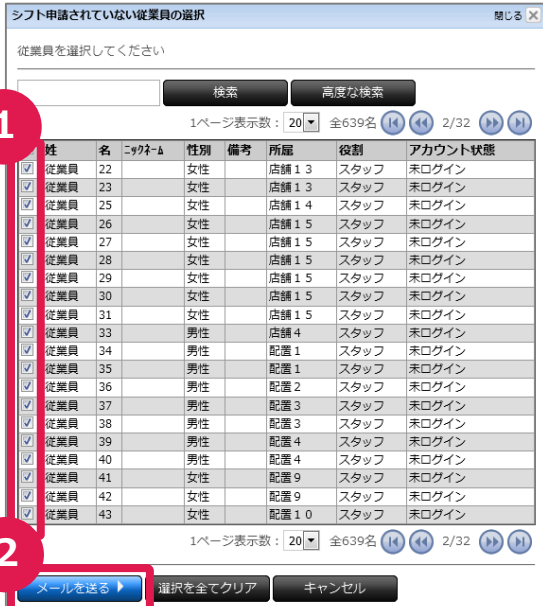 シフト申請されていない従業員の選択 閉じる
従業員を選択してください
検索 高度な検索
1
1ページ表示数: 20 全639名 2/32
姓 名 ニックネーム 性別 備考 所属 役割 アカウント状態
従業員 22 女性 店舗13 スタッフ 未ログイン
従業員 23 女性 店舗13 スタッフ 未ログイン
従業員 25 女性 店舗14 スタッフ 未ログイン
従業員 26 女性 店舗15 スタッフ 未ログイン
従業員 27 女性 店舗15 スタッフ 未ログイン
従業員 28 女性 店舗15 スタッフ 未ログイン
従業員 29 女性 店舗15 スタッフ 未ログイン
従業員 30 女性 店舗15 スタッフ 未ログイン
従業員 31 女性 店舗15 スタッフ 未ログイン
従業員 33 男性 店舗4 スタッフ 未ログイン
従業員 34 男性 配置1 スタッフ 未ログイン
従業員 35 男性 配置1 スタッフ 未ログイン
従業員 36 男性 配置2 スタッフ 未ログイン
従業員 37 男性 配置3 スタッフ 未ログイン
従業員 38 男性 配置3 スタッフ 未ログイン
従業員 39 男性 配置4 スタッフ 未ログイン
従業員 40 男性 配置4 スタッフ 未ログイン
従業員 41 女性 配置9 スタッフ 未ログイン
従業員 42 女性 配置9 スタッフ 未ログイン
従業員 43 女性 配置10 スタッフ 未ログイン
1ページ表示数: 20 全639名 2/32
2
メールを送る 選択を全てクリア キャンセル